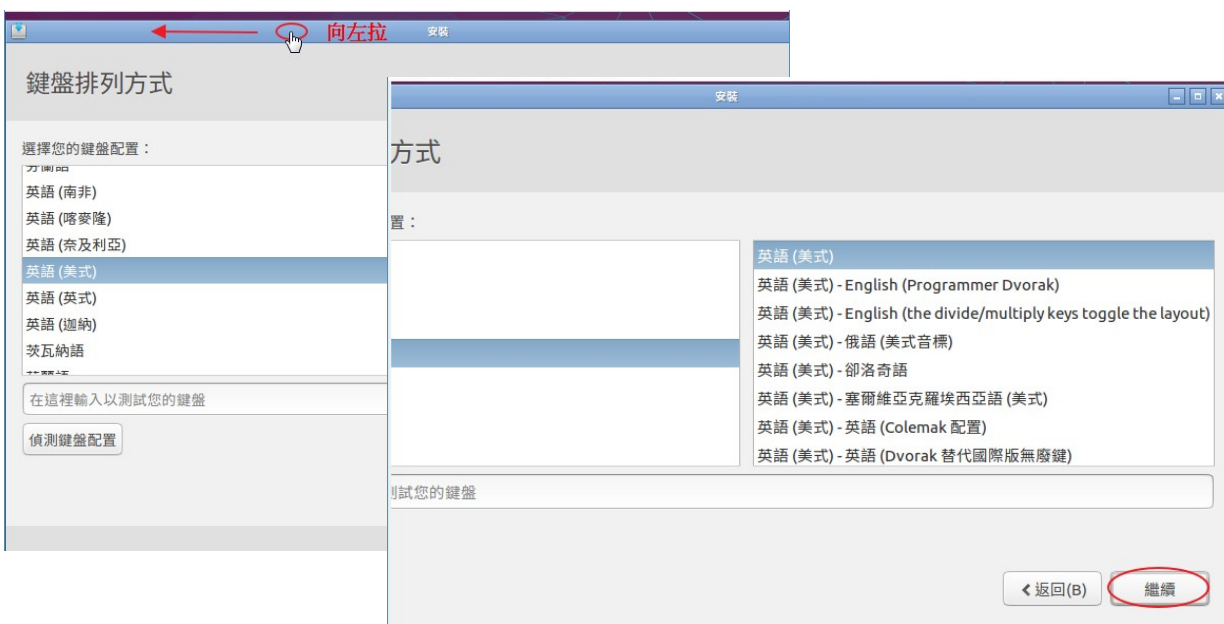 向左拉 安裝
鍵盤排列方式
選擇您的鍵盤配置：
芬蘭語
英語 (南非)
英語 (喀麥隆)
英語 (奈及利亞)
英語 (美式)
英語 (英式)
英語 (迦納)
茨瓦納語
在這裡輸入以測試您的鍵盤
偵測鍵盤配置
安裝
方式
置：
英語 (美式)
英語 (美式) - English (Programmer Dvorak)
英語 (美式) - English (the divide/multiply keys toggle the layout)
英語 (美式) - 俄語 (美式音標)
英語 (美式) - 卻洛奇語
英語 (美式) - 塞爾維亞克羅埃西亞語 (美式)
英語 (美式) - 英語 (Colemak 配置)
英語 (美式) - 英語 (Dvorak 替代國際版無廢鍵)
試您的鍵盤
返回(B) 繼續